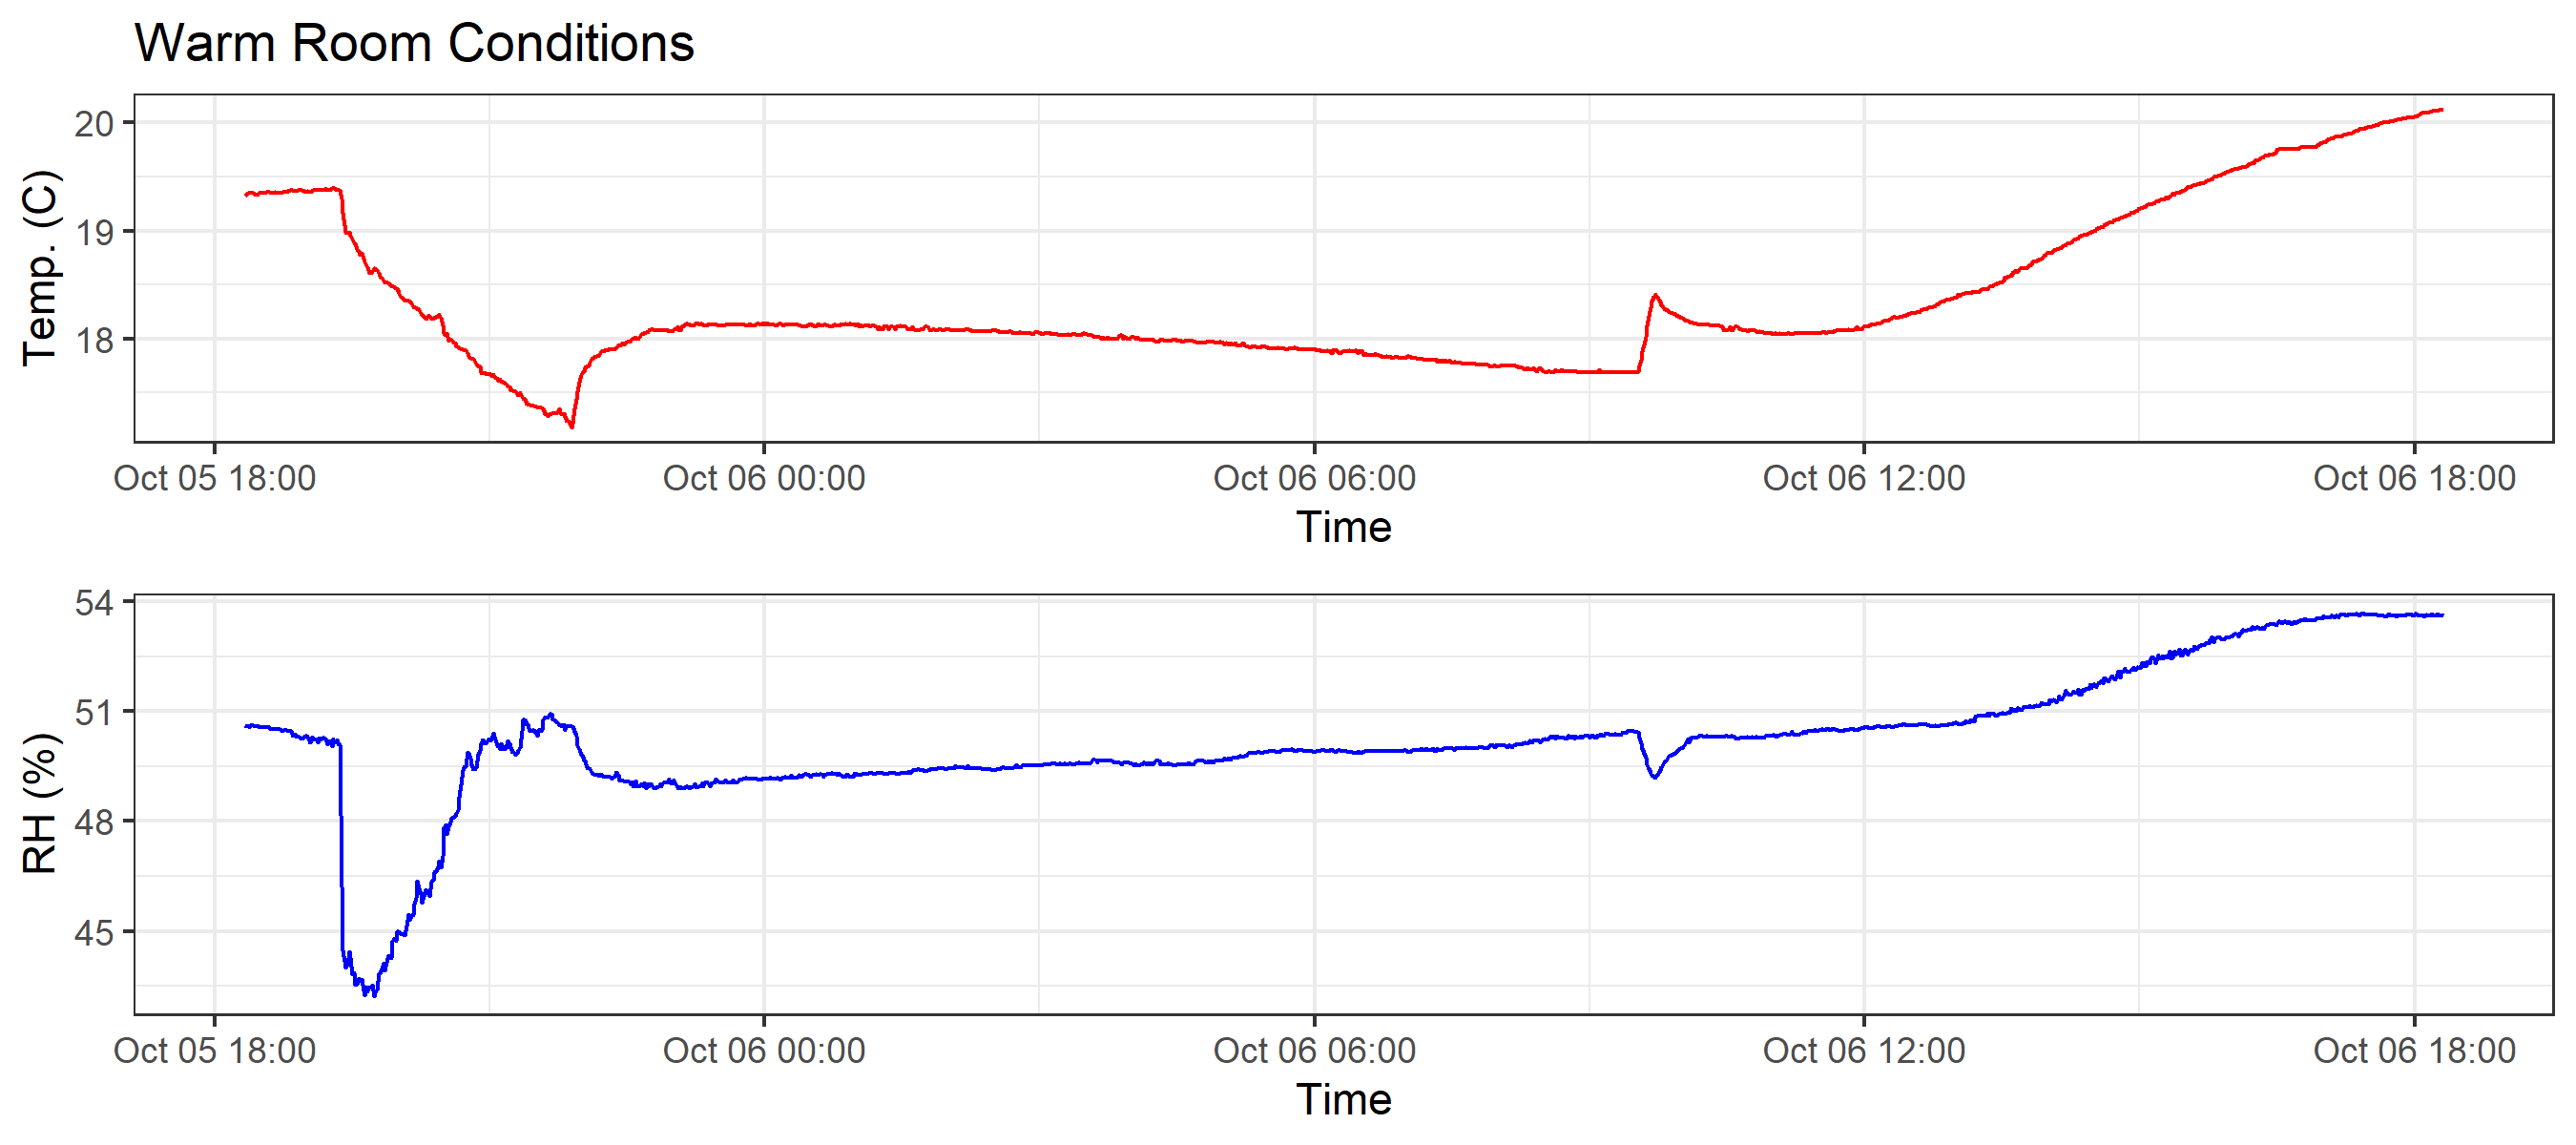 Warm Room Conditions
Temp. (C)
20
19
18
Oct 05 18:00 Oct 06 00:00 Oct 06 06:00 Oct 06 12:00 Oct 06 18:00
Time
RH (%)
54
51
48
45
Oct 05 18:00 Oct 06 00:00 Oct 06 06:00 Oct 06 12:00 Oct 06 18:00
Time